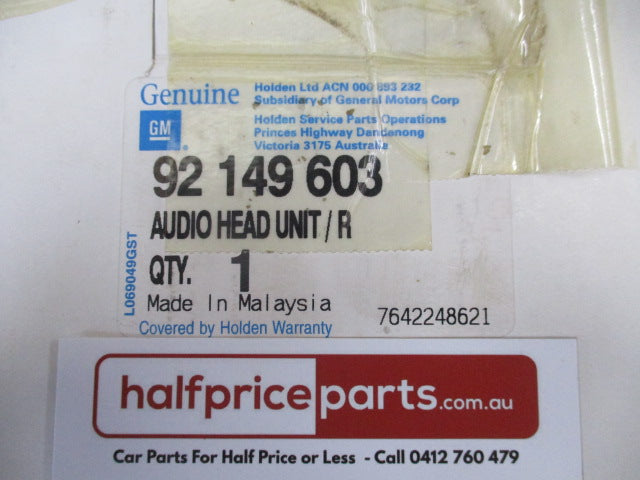 Genuine
GM
Holden Ltd ACN 006 893 232
Subsidiary of General Motors Corp
Holden Service Parts Operations
Princes Highway Dandenong
Victoria 3175 Australia
92 149 603
AUDIO HEAD UNIT / R
QTY. 1
Made In Malaysia
7642248621
Covered by Holden Warranty
L069049GST
halfpriceparts.com.au
Car Parts For Half Price or Less - Call 0412 760 479